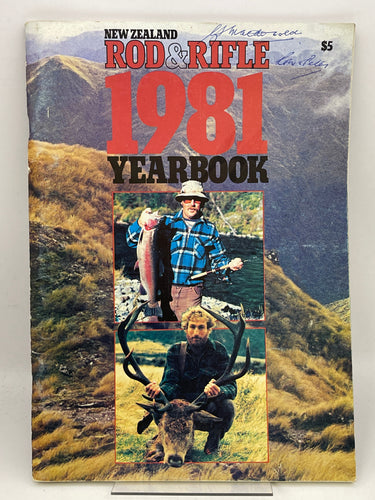 NEW ZEALAND
ROD & RIFLE
$5
1981
YEARBOOK